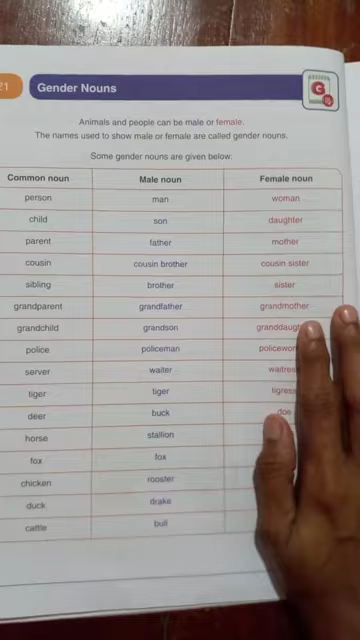 21
Gender Nouns
G
Animals and people can be male or female.
The names used to show male or female are called gender nouns.
Some gender nouns are given below:
Common noun Male noun Female noun
person man woman
child son daughter
parent father mother
cousin cousin brother cousin sister
sibling brother sister
grandparent grandfather grandmother
grandchild grandson
police policeman
server waiter
tiger tiger
deer buck doe
horse stallion
fox fox
chicken rooster
duck drake
cattle bull